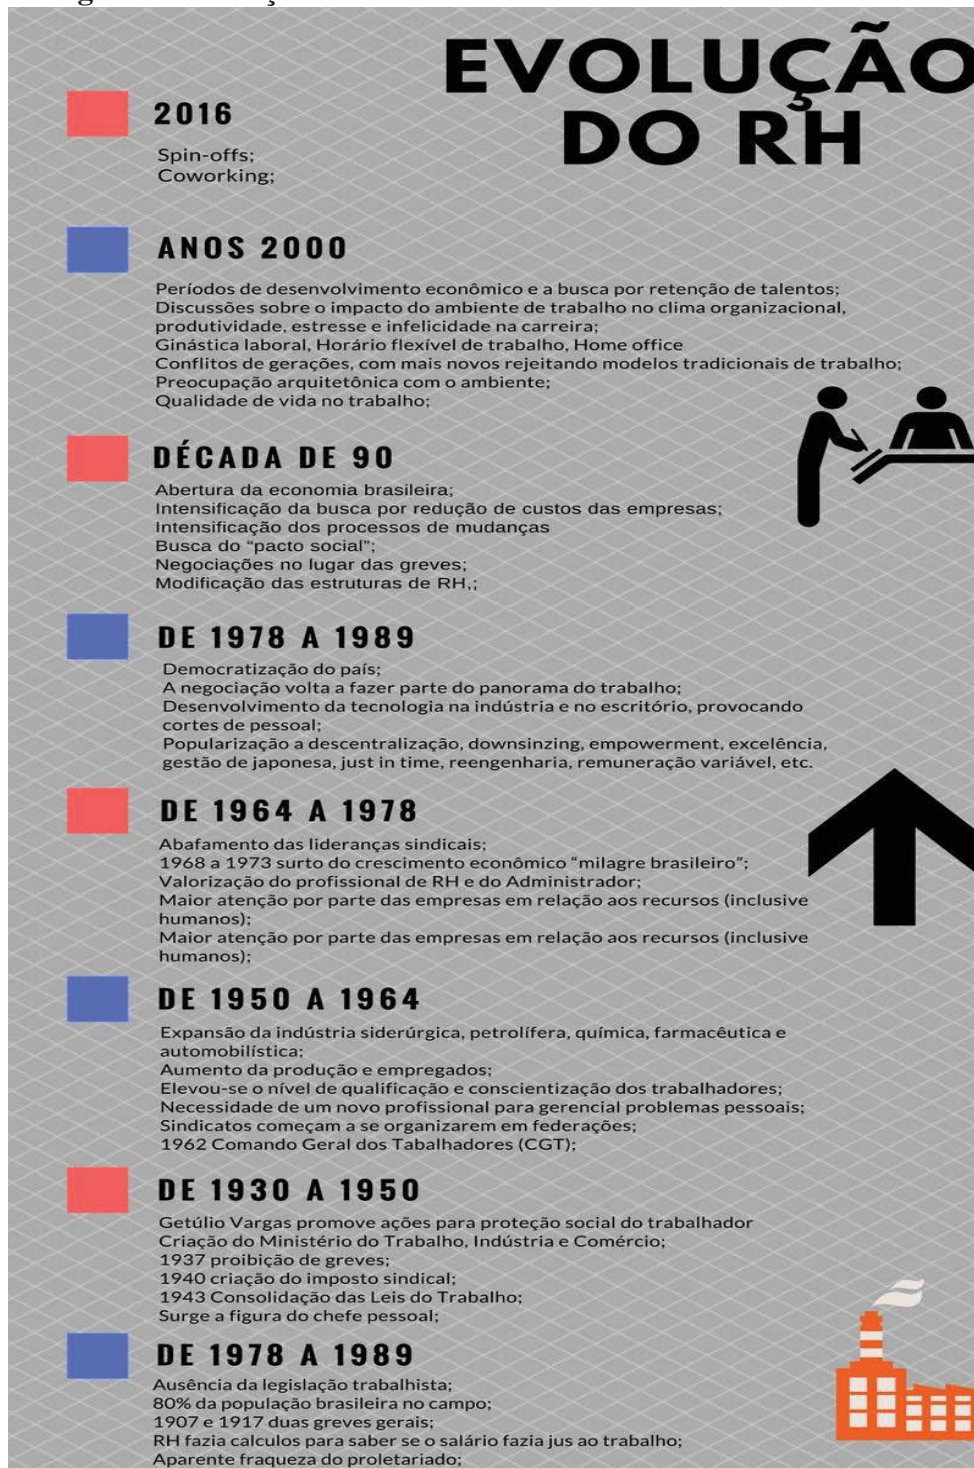 EVOLUÇÃO
DO RH
2016
Spin-offs;
Coworking;
ANOS 2000
Períodos de desenvolvimento econômico e a busca por retenção de talentos;
Discussões sobre o impacto do ambiente de trabalho no clima organizacional,
produtividade, estresse e infelicidade na carreira;
Ginástica laboral, Horário flexível de trabalho, Home office
Conflitos de gerações, com mais novos rejeitando modelos tradicionais de trabalho;
Preocupação arquitetônica com o ambiente;
Qualidade de vida no trabalho;
DÉCADA DE 90
Abertura da economia brasileira;
Intensificação da busca por redução de custos das empresas;
Intensificação dos processos de mudanças
Busca do “pacto social”;
Negociações no lugar das greves;
Modificação das estruturas de RH,;
DE 1978 A 1989
Democratização do país;
A negociação volta a fazer parte do panorama do trabalho;
Desenvolvimento da tecnologia na indústria e no escritório, provocando
cortes de pessoal;
Popularização a descentralização, downsinzing, empowerment, excelência,
gestão de japonesa, just in time, reengenharia, remuneração variável, etc.
DE 1964 A 1978
Abafamento das lideranças sindicais;
1968 a 1973 surto do crescimento econômico “milagre brasileiro”;
Valorização do profissional de RH e do Administrador;
Maior atenção por parte das empresas em relação aos recursos (inclusive
humanos);
Maior atenção por parte das empresas em relação aos recursos (inclusive
humanos);
DE 1950 A 1964
Expansão da indústria siderúrgica, petrolífera, química, farmacêutica e
automobilística;
Aumento da produção e empregados;
Elevou-se o nível de qualificação e conscientização dos trabalhadores;
Necessidade de um novo profissional para gerencial problemas pessoais;
Sindicatos começam a se organizarem em federações;
1962 Comando Geral dos Tabalhadores (CGT);
DE 1930 A 1950
Getúlio Vargas promove ações para proteção social do trabalhador
Criação do Ministério do Trabalho, Indústria e Comércio;
1937 proibição de greves;
1940 criação do imposto sindical;
1943 Consolidação das Leis do Trabalho;
Surge a figura do chefe pessoal;
DE 1978 A 1989
Ausência da legislação trabalhista;
80% da população brasileira no campo;
1907 e 1917 duas greves gerais;
RH fazia calculos para saber se o salário fazia jus ao trabalho;
Aparente fraqueza do proletariado;